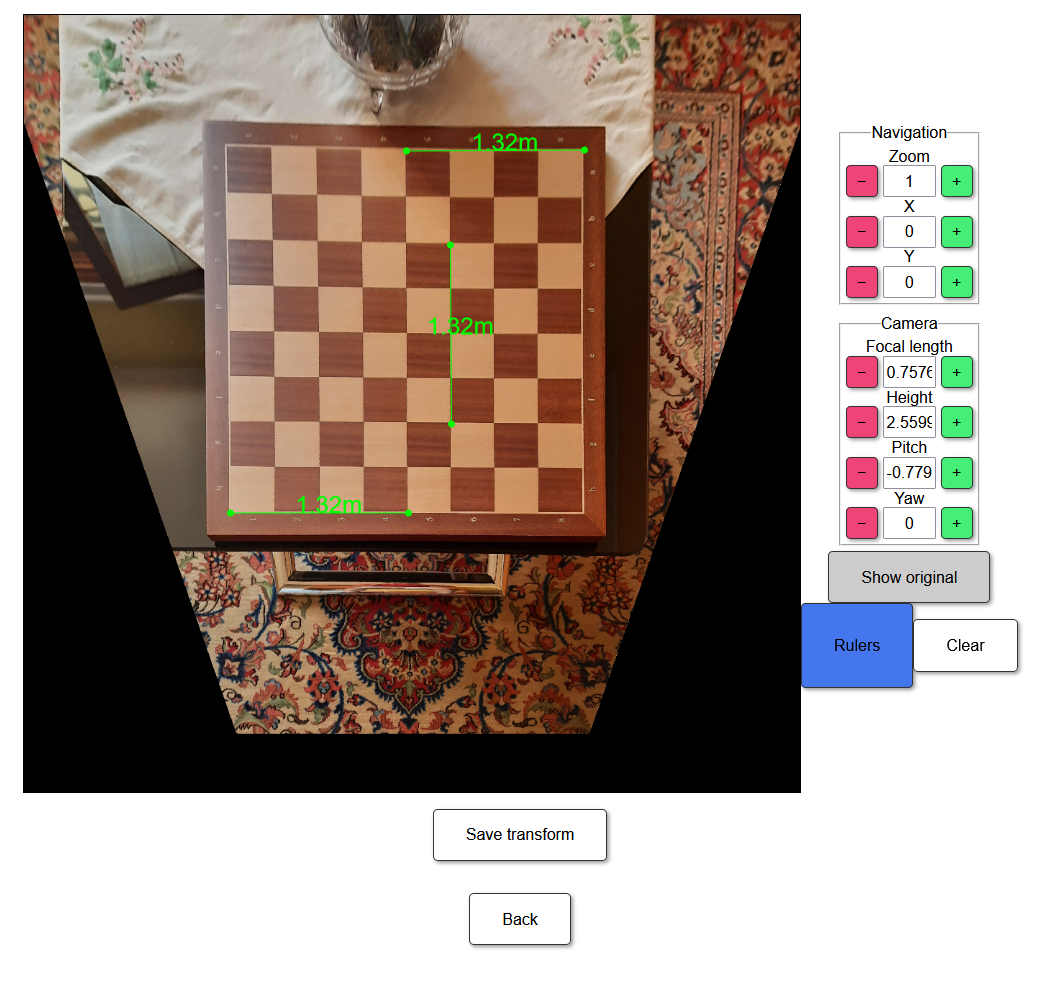 Navigation
Zoom
− 1 +
X
− 0 +
Y
− 0 +
Camera
Focal length
− 0.7576 +
Height
− 2.5599 +
Pitch
− -0.779 +
Yaw
− 0 +
Show original
Rulers Clear
1.32m
1.32m
1.32m
Save transform
Back